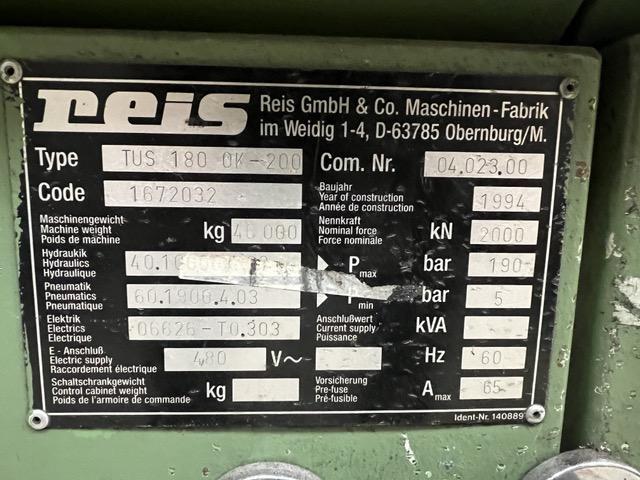 reis
Reis GmbH & Co. Maschinen-Fabrik
im Weidig 1-4, D-63785 Obernburg/M.
Type TUS 180 OK-200 Com. Nr. 04.023.00
Code 1672032 Baujahr
Year of construction
Année de construction 1994
Maschinengewicht
Machine weight
Poids de machine kg 46 000 Nennkraft
Nominal force
Force nominale kN 2000
Hydraukik
Hydraulics
Hydraulique P max bar 190
Pneumatik
Pneumatics
Pneumatique 60.1906.4.03 min bar 5
Elektrik
Electrics
Electrique 06626-T0.303 Anschlußwert
Current supply
Puissance kVA
E - Anschluß
Electric supply
Raccordement électrique 480 V~ Hz 60
Schaltschrankgewicht
Control cabinet weight
Poids de l'armoire de commande kg Vorsicherung
Pre-fuse
Pré-fusible A max 65
Ident-Nr. 140889